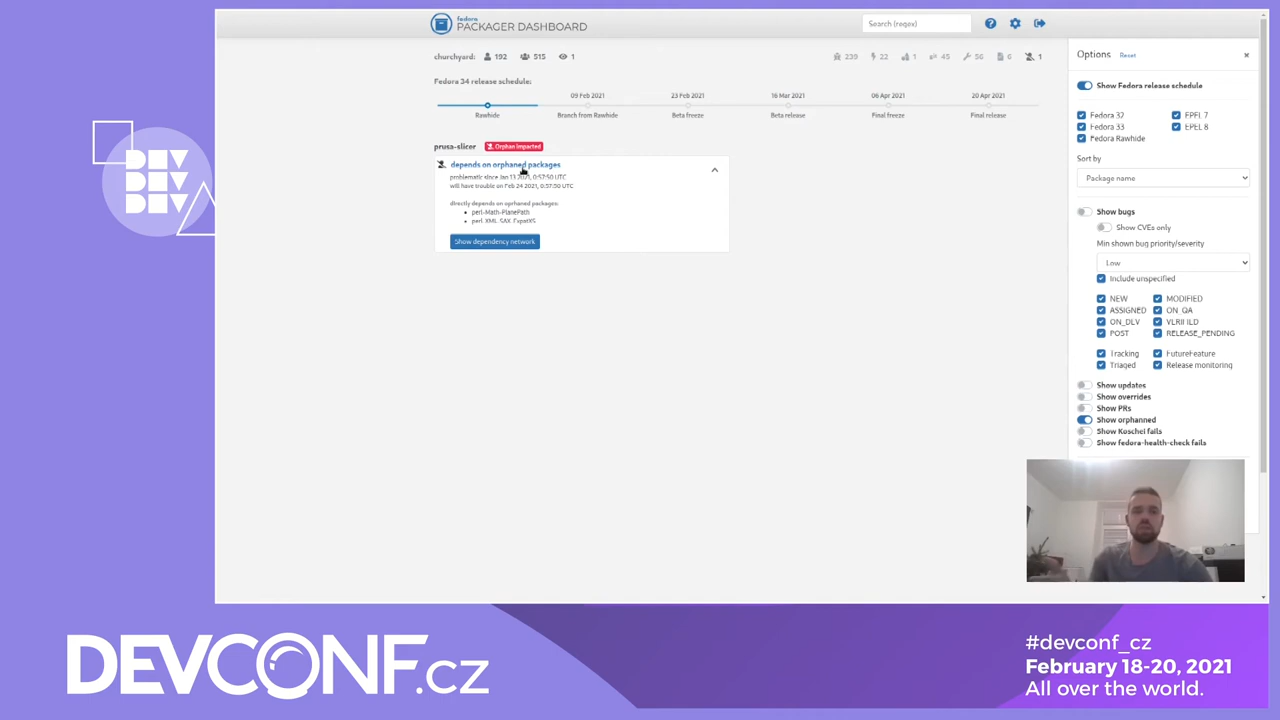 fedora
PACKAGER DASHBOARD
Search (regex)
churchyard: 192 515 1
239 22 1 45 56 0 1
Fedora 34 release schedule:
09 Feb 2021 23 Feb 2021 16 Mar 2021 06 Apr 2021 20 Apr 2021
Rawhide Branch from Rawhide Beta freeze Beta release Final freeze Final release
prusa-slicer Orphan Impacted
depends on orphaned packages
problematic since Jan 13 2021, 0:57:50 UTC
will have trouble on Feb 24 2021, 0:57:50 UTC
directly depends on oprhaned packages:
perl-Math-PlanePath
perl-XML-SAX-ExpatXS
Show dependency network
Options Reset
Show Fedora release schedule
Fedora 32 EPEL 7
Fedora 33 EPEL 8
Fedora Rawhide
Sort by
Package name
Show bugs
Show CVEs only
Min shown bug priority/severity
Low
Include unspecified
NEW MODIFIED
ASSIGNED ON_QA
ON_DEV VERIFIED
POST RELEASE_PENDING
Tracking FutureFeature
Triaged Release monitoring
Show updates
Show overrides
Show PRs
Show orphanned
Show Koschei fails
Show fedora-health-check fails
DEV
DEV
DEV
DEVCONF.cz
#devconf_cz
February 18-20, 2021
All over the world.